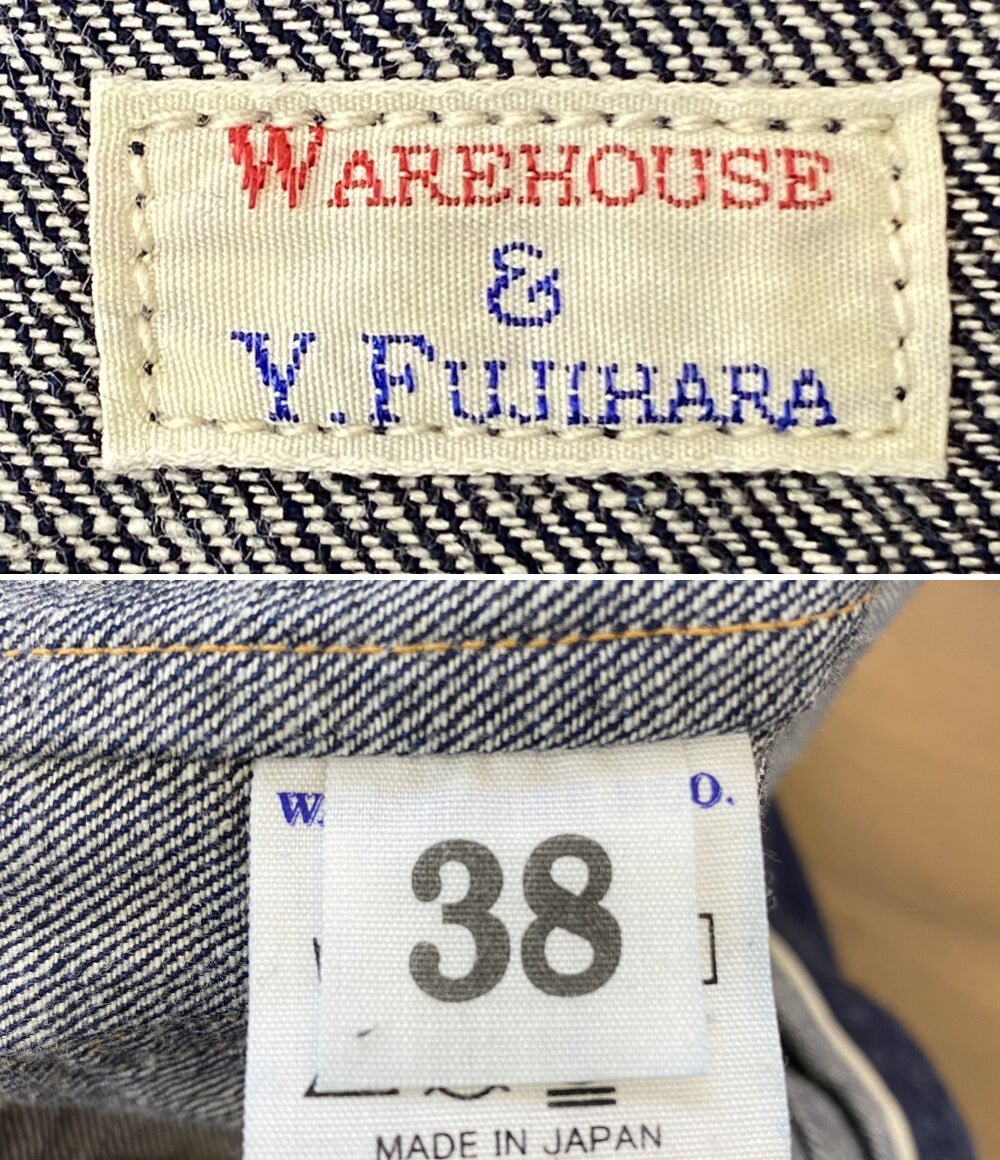 WAREHOUSE
&
Y. FUJIHARA
38
MADE IN JAPAN